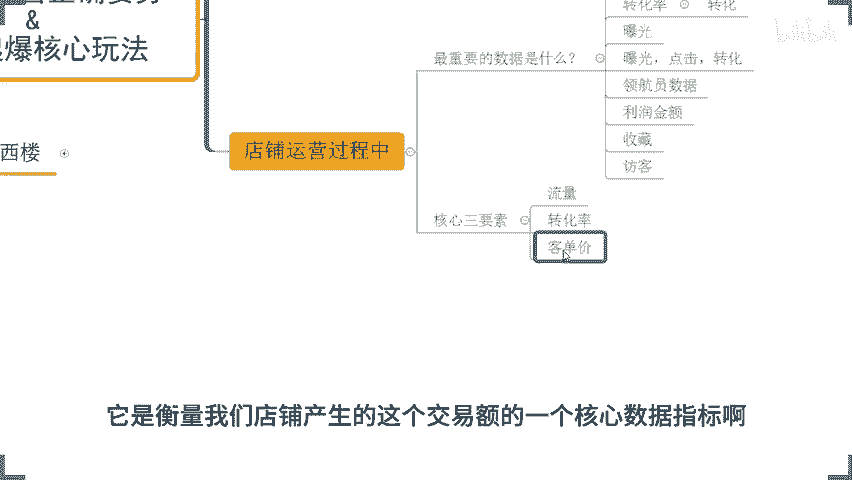 &
爆核心玩法
西楼
店铺运营过程中
最重要的数据是什么？
转化率
转化
曝光
曝光，点击，转化
领航员数据
利润金额
收藏
访客
核心三要素
流量
转化率
客单价
它是衡量我们店铺产生的这个交易额的一个核心数据指标啊